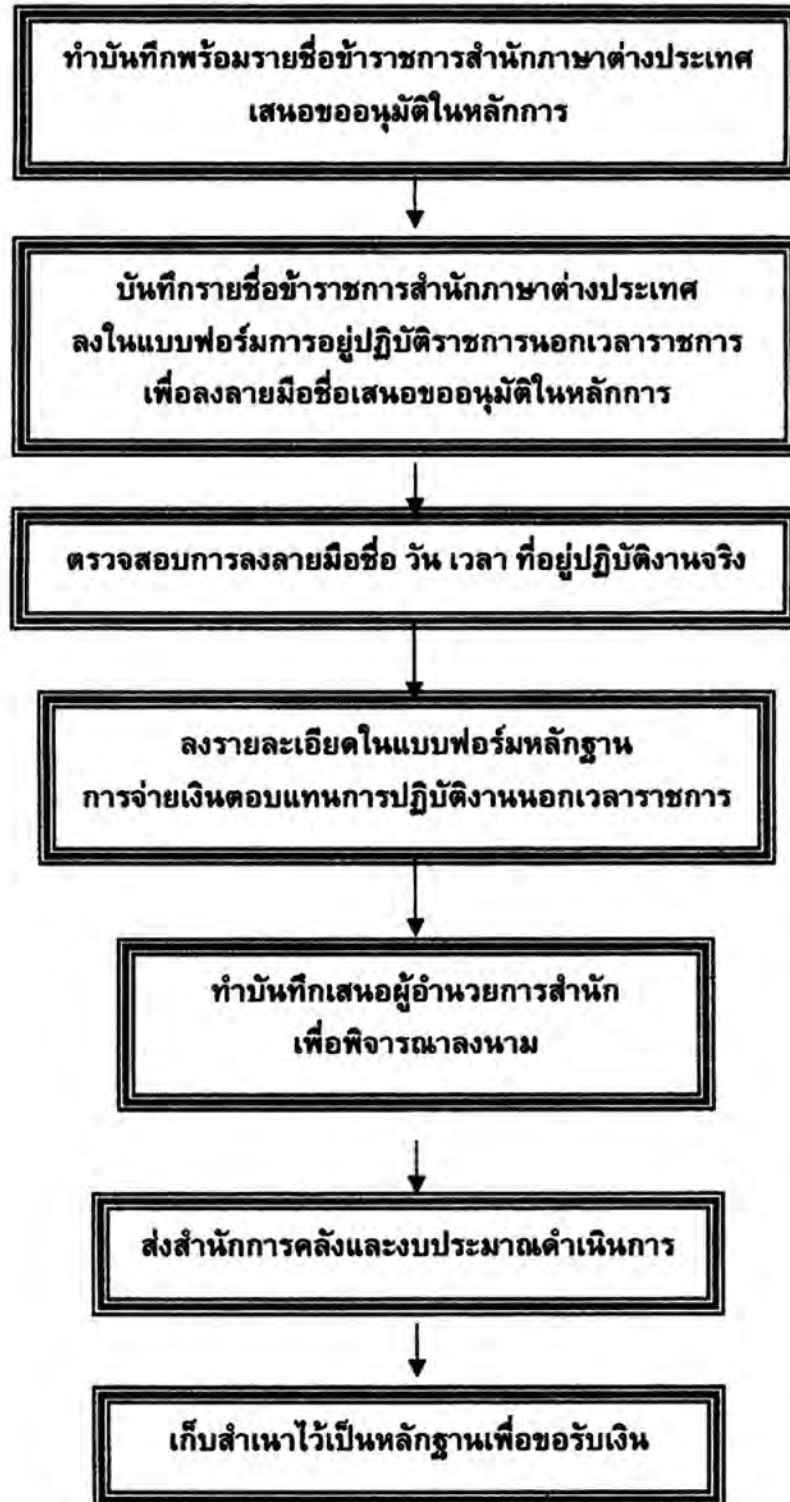 ทำบันทึกพร้อมรายชื่อข้าราชการสำนักภาษาต่างประเทศ
เสนอขออนุมัติในหลักการ
บันทึกรายชื่อข้าราชการสำนักภาษาต่างประเทศ
ลงในแบบฟอร์มการอยู่ปฏิบัติราชการนอกเวลาราชการ
เพื่อลงลายมือชื่อเสนอขออนุมัติในหลักการ
ตรวจสอบการลงลายมือชื่อ วัน เวลา ที่อยู่ปฏิบัติงานจริง
ลงรายละเอียดในแบบฟอร์มหลักฐาน
การจ่ายเงินตอบแทนการปฏิบัติงานนอกเวลาราชการ
ทำบันทึกเสนอผู้อำนวยการสำนัก
เพื่อพิจารณาลงนาม
ส่งสำนักการคลังและงบประมาณดำเนินการ
เก็บสำเนาไว้เป็นหลักฐานเพื่อขอรับเงิน